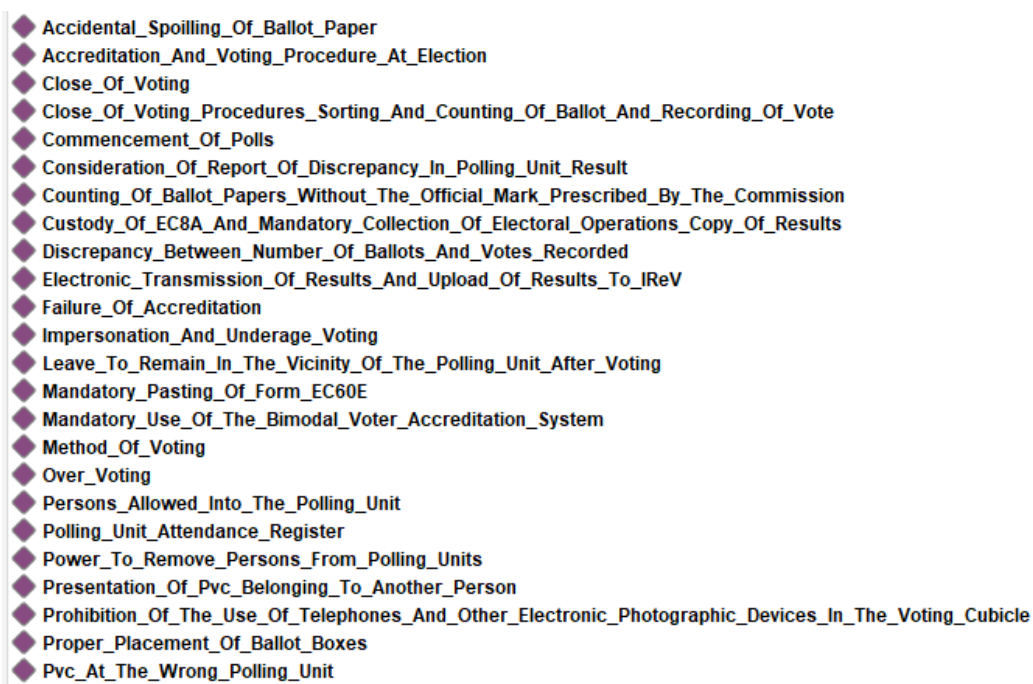 Accidental_Spoilling_Of_Ballot_Paper
Accreditation_And_Voting_Procedure_At_Election
Close_Of_Voting
Close_Of_Voting_Procedures_Sorting_And_Counting_Of_Ballot_And_Recording_Of_Vote
Commencement_Of_Polls
Consideration_Of_Report_Of_Discrepancy_In_Polling_Unit_Result
Counting_Of_Ballot_Papers_Without_The_Official_Mark_Prescribed_By_The_Commission
Custody_Of_EC8A_And_Mandatory_Collection_Of_Electoral_Operations_Copy_Of_Results
Discrepancy_Between_Number_Of_Ballots_And_Votes_Recorded
Electronic_Transmission_Of_Results_And_Upload_Of_Results_To_IReV
Failure_Of_Accreditation
Impersonation_And_Underage_Voting
Leave_To_Remain_In_The_Vicinity_Of_The_Polling_Unit_After_Voting
Mandatory_Pasting_Of_Form_EC60E
Mandatory_Use_Of_The_Bimodal_Voter_Accreditation_System
Method_Of_Voting
Over_Voting
Persons_Allowed_Into_The_Polling_Unit
Polling_Unit_Attendance_Register
Power_To_Remove_Persons_From_Polling_Units
Presentation_Of_Pvc_Belonging_To_Another_Person
Prohibition_Of_The_Use_Of_Telephones_And_Other_Electronic_Photographic_Devices_In_The_Voting_Cubicle
Proper_Placement_Of_Ballot_Boxes
Pvc_At_The_Wrong_Polling_Unit